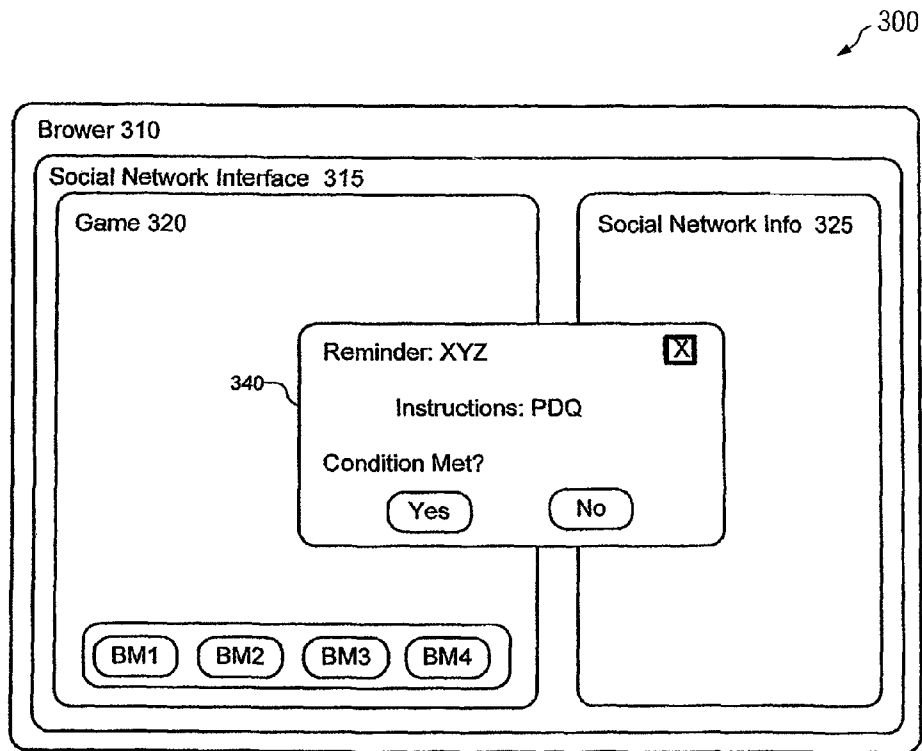 300
Brower 310
Social Network Interface 315
Game 320
Social Network Info 325
Reminder: XYZ X
340
Instructions: PDQ
Condition Met?
Yes No
BM1 BM2 BM3 BM4